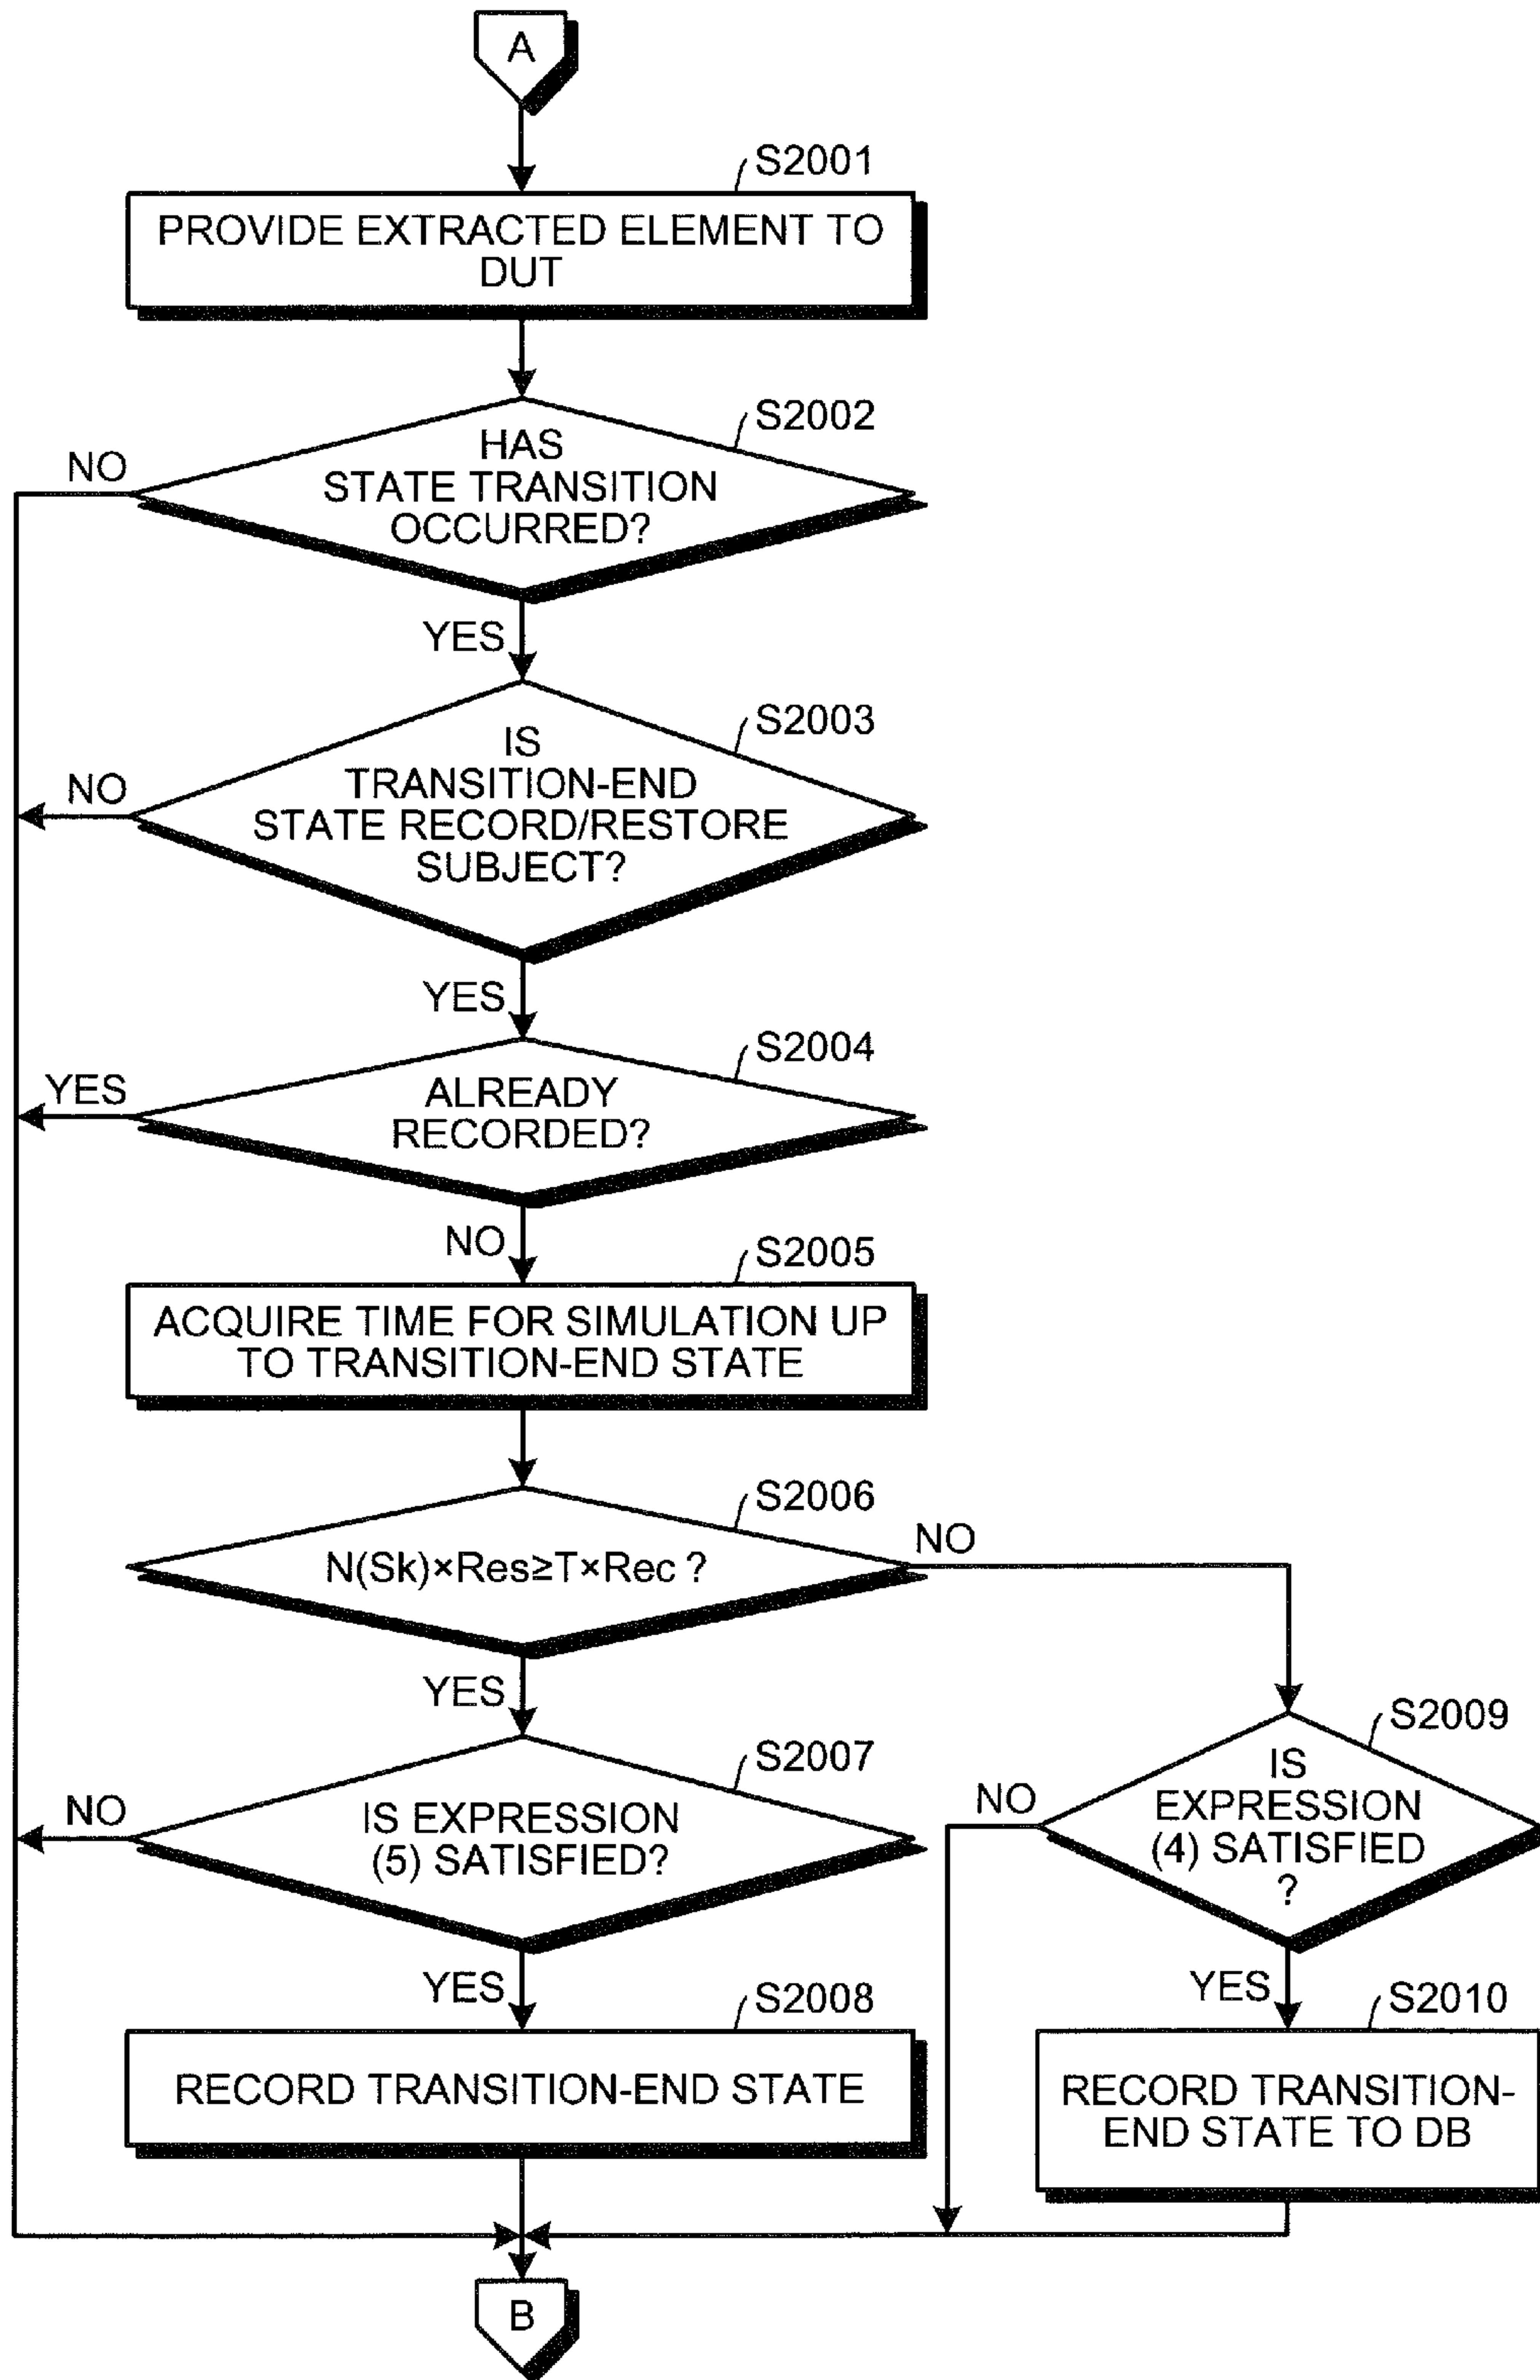 A
S2001
PROVIDE EXTRACTED ELEMENT TO
DUT
S2002
HAS
STATE TRANSITION
OCCURRED?
NO
YES
S2003
IS
TRANSITION-END
STATE RECORD/RESTORE
SUBJECT?
NO
YES
S2004
ALREADY
RECORDED?
YES
NO
S2005
ACQUIRE TIME FOR SIMULATION UP
TO TRANSITION-END STATE
S2006
N(Sk)×Res≥T×Rec ?
NO
YES
S2007
IS EXPRESSION
(5) SATISFIED?
NO
YES
S2009
IS
EXPRESSION
(4) SATISFIED
?
NO
YES
S2008
RECORD TRANSITION-END STATE
S2010
RECORD TRANSITION-
END STATE TO DB
B